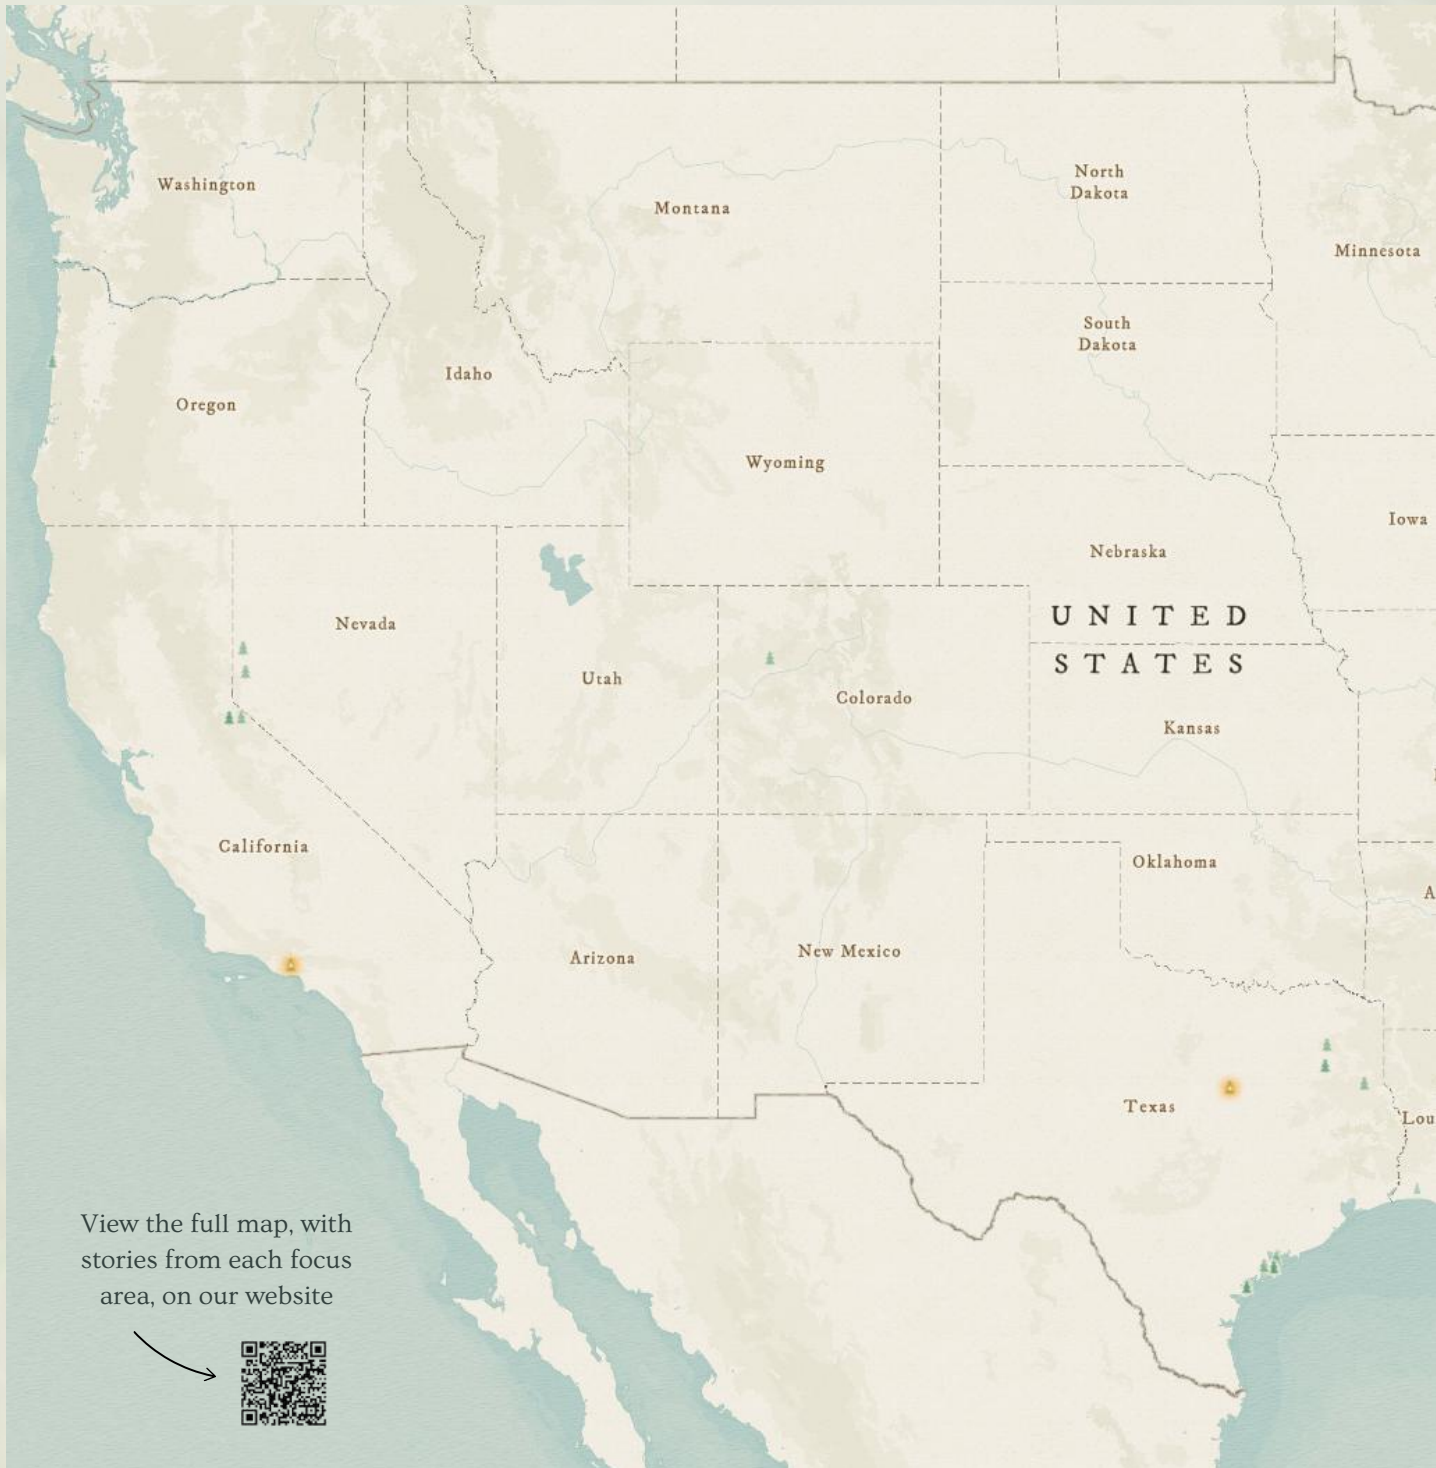 Washington
Montana
North
Dakota
Minnesota
South
Dakota
Idaho
Oregon
Wyoming
Iowa
Nebraska
UNITED
STATES
Nevada
Utah
Colorado
Kansas
California
Oklahoma
A
Arizona
New Mexico
Texas
Lou
View the full map, with
stories from each focus
area, on our website